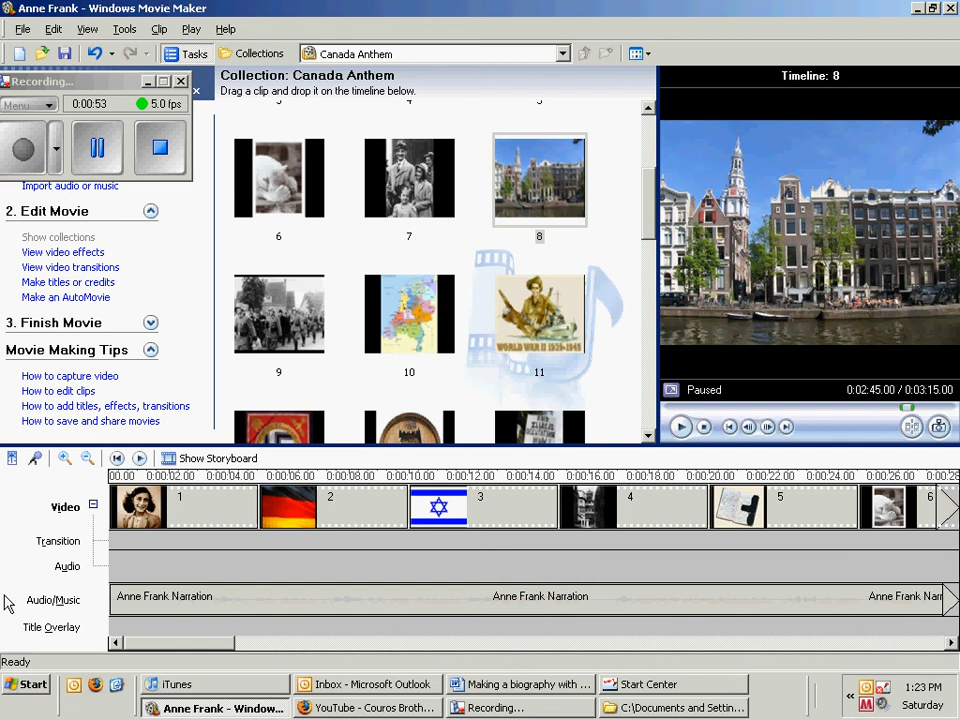 Anne Frank - Windows Movie Maker
File Edit View Tools Clip Play Help
Tasks Collections Canada Anthem
Recording...
Menu 0:00:53 5.0 fps
Import audio or music
2. Edit Movie
Show collections
View video effects
View video transitions
Make titles or credits
Make an AutoMovie
3. Finish Movie
Movie Making Tips
How to capture video
How to edit clips
How to add titles, effects, transitions
How to save and share movies
Collection: Canada Anthem
Drag a clip and drop it on the timeline below.
6 7 8
9 10 11
WORLD WAR II 1939-1945
Timeline: 8
Paused 0:02:45.00 / 0:03:15.00
Show Storyboard
00.00 0:00:02.00 0:00:04.00 0:00:06.00 0:00:08.00 0:00:10.00 0:00:12.00 0:00:14.00 0:00:16.00 0:00:18.00 0:00:20.00 0:00:22.00 0:00:24.00 0:00:26.00 0:00:28
Video 1 2 3 4 5 6
Transition
Audio
Audio/Music Anne Frank Narration Anne Frank Narration Anne Frank Narr
Title Overlay
Ready
Start iTunes Inbox - Microsoft Outlook Making a biography with ... Start Center 1:23 PM
Anne Frank - Window... YouTube - Couros Broth... Recording... C:\Documents and Settin... Saturday